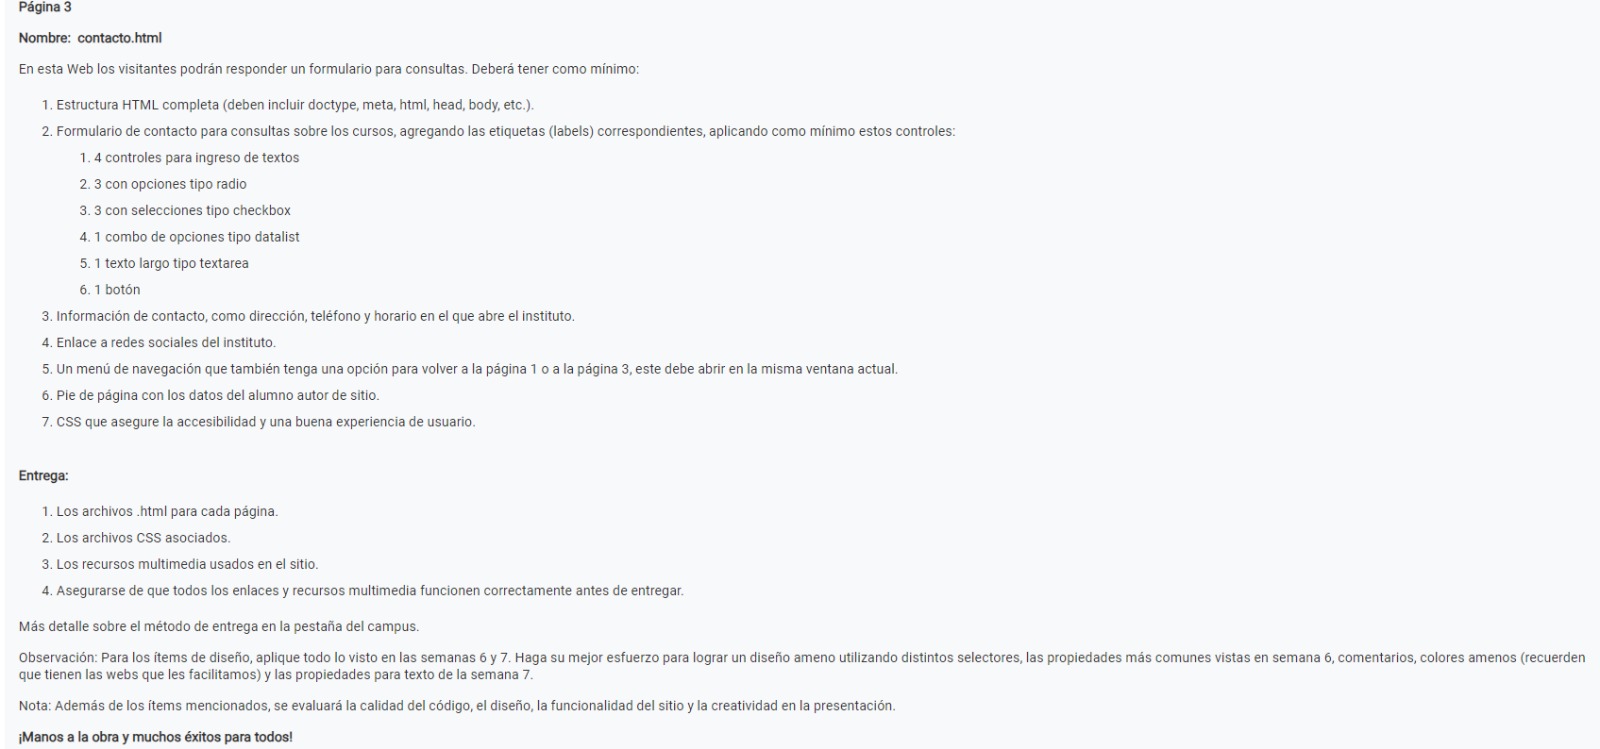 Página 3
Nombre:  contacto.html
En esta Web los visitantes podrán responder un formulario para consultas. Deberá tener como mínimo:
1. Estructura HTML completa (deben incluir doctype, meta, html, head, body, etc.).
2. Formulario de contacto para consultas sobre los cursos, agregando las etiquetas (labels) correspondientes, aplicando como mínimo estos controles:
1. 4 controles para ingreso de textos
2. 3 con opciones tipo radio
3. 3 con selecciones tipo checkbox
4. 1 combo de opciones tipo datalist
5. 1 texto largo tipo textarea
6. 1 botón
3. Información de contacto, como dirección, teléfono y horario en el que abre el instituto.
4. Enlace a redes sociales del instituto.
5. Un menú de navegación que también tenga una opción para volver a la página 1 o a la página 3, este debe abrir en la misma ventana actual.
6. Pie de página con los datos del alumno autor de sitio.
7. CSS que asegure la accesibilidad y una buena experiencia de usuario.
Entrega:
1. Los archivos .html para cada página.
2. Los archivos CSS asociados.
3. Los recursos multimedia usados en el sitio.
4. Asegurarse de que todos los enlaces y recursos multimedia funcionen correctamente antes de entregar.
Más detalle sobre el método de entrega en la pestaña del campus.
Observación: Para los ítems de diseño, aplique todo lo visto en las semanas 6 y 7. Haga su mejor esfuerzo para lograr un diseño ameno utilizando distintos selectores, las propiedades más comunes vistas en semana 6, comentarios, colores amenos (recuerden
que tienen las webs que les facilitamos) y las propiedades para texto de la semana 7.
Nota: Además de los ítems mencionados, se evaluará la calidad del código, el diseño, la funcionalidad del sitio y la creatividad en la presentación.
¡Manos a la obra y muchos éxitos para todos!